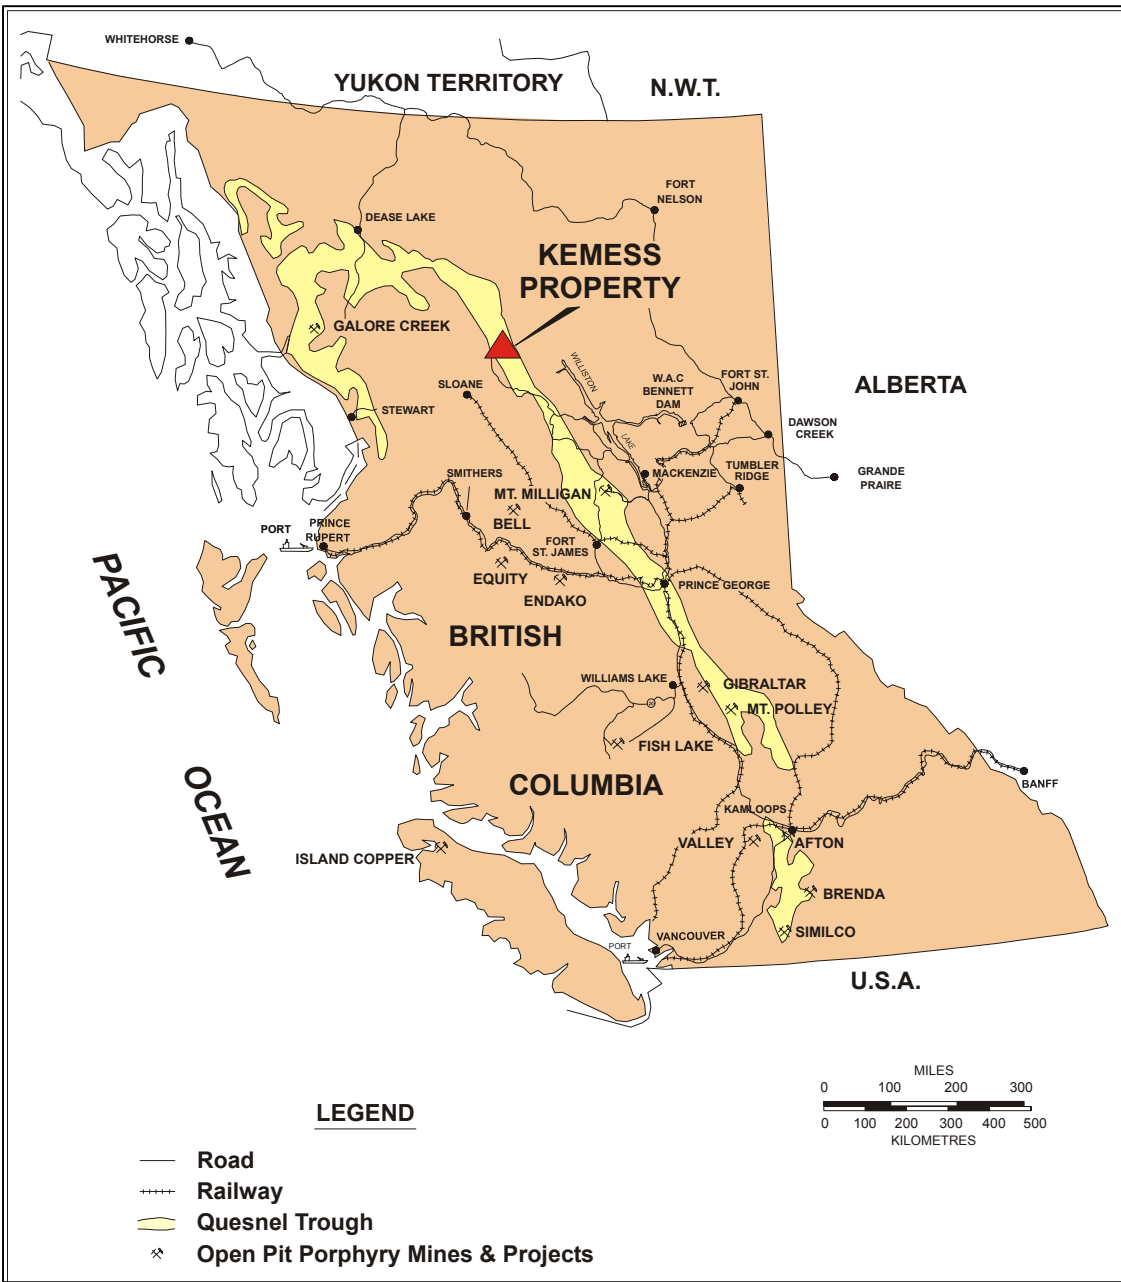 WHITEHORSE
YUKON TERRITORY
N.W.T.
FORT
NELSON
DEASE LAKE
KEMESS
PROPERTY
GALORE CREEK
WILLISTON
LAKE
W.A.C
BENNETT
DAM
FORT ST.
JOHN
ALBERTA
SLOANE
STEWART
DAWSON
CREEK
SMITHERS
MACKENZIE
TUMBLER
RIDGE
GRANDE
PRAIRE
MT. MILLIGAN
BELL
PORT
PRINCE
RUPERT
FORT
ST. JAMES
EQUITY
ENDAKO
PRINCE GEORGE
PACIFIC
OCEAN
BRITISH
COLUMBIA
WILLIAMS LAKE
20
GIBRALTAR
MT. POLLEY
FISH LAKE
BANFF
KAMLOOPS
VALLEY
AFTON
ISLAND COPPER
BRENDA
SIMILCO
VANCOUVER
PORT
U.S.A.
MILES
0 100 200 300
0 100 200 300 400 500
KILOMETRES
LEGEND
Road
Railway
Quesnel Trough
Open Pit Porphyry Mines & Projects